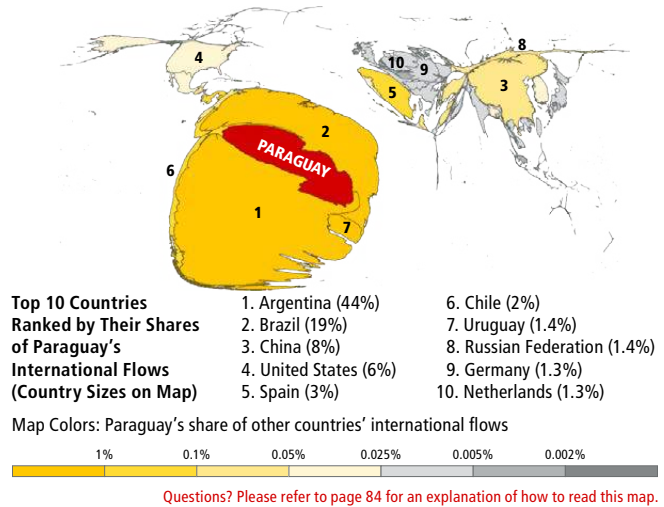 8
4
10
9
3
5
2
PARAGUAY
6
1
7
Top 10 Countries
Ranked by Their Shares
of Paraguay's
International Flows
(Country Sizes on Map)
1. Argentina (44%)
2. Brazil (19%)
3. China (8%)
4. United States (6%)
5. Spain (3%)
6. Chile (2%)
7. Uruguay (1.4%)
8. Russian Federation (1.4%)
9. Germany (1.3%)
10. Netherlands (1.3%)
Map Colors: Paraguay's share of other countries' international flows
1% 0.1% 0.05% 0.025% 0.005% 0.002%
Questions? Please refer to page 84 for an explanation of how to read this map.